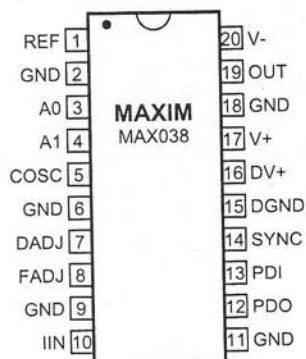 REF 1
GND 2
A0 3
A1 4
COSC 5
GND 6
DADJ 7
FADJ 8
GND 9
IIN 10
MAXIM
MAX038
20 V-
19 OUT
18 GND
17 V+
16 DV+
15 DGND
14 SYNC
13 PDI
12 PDO
11 GND